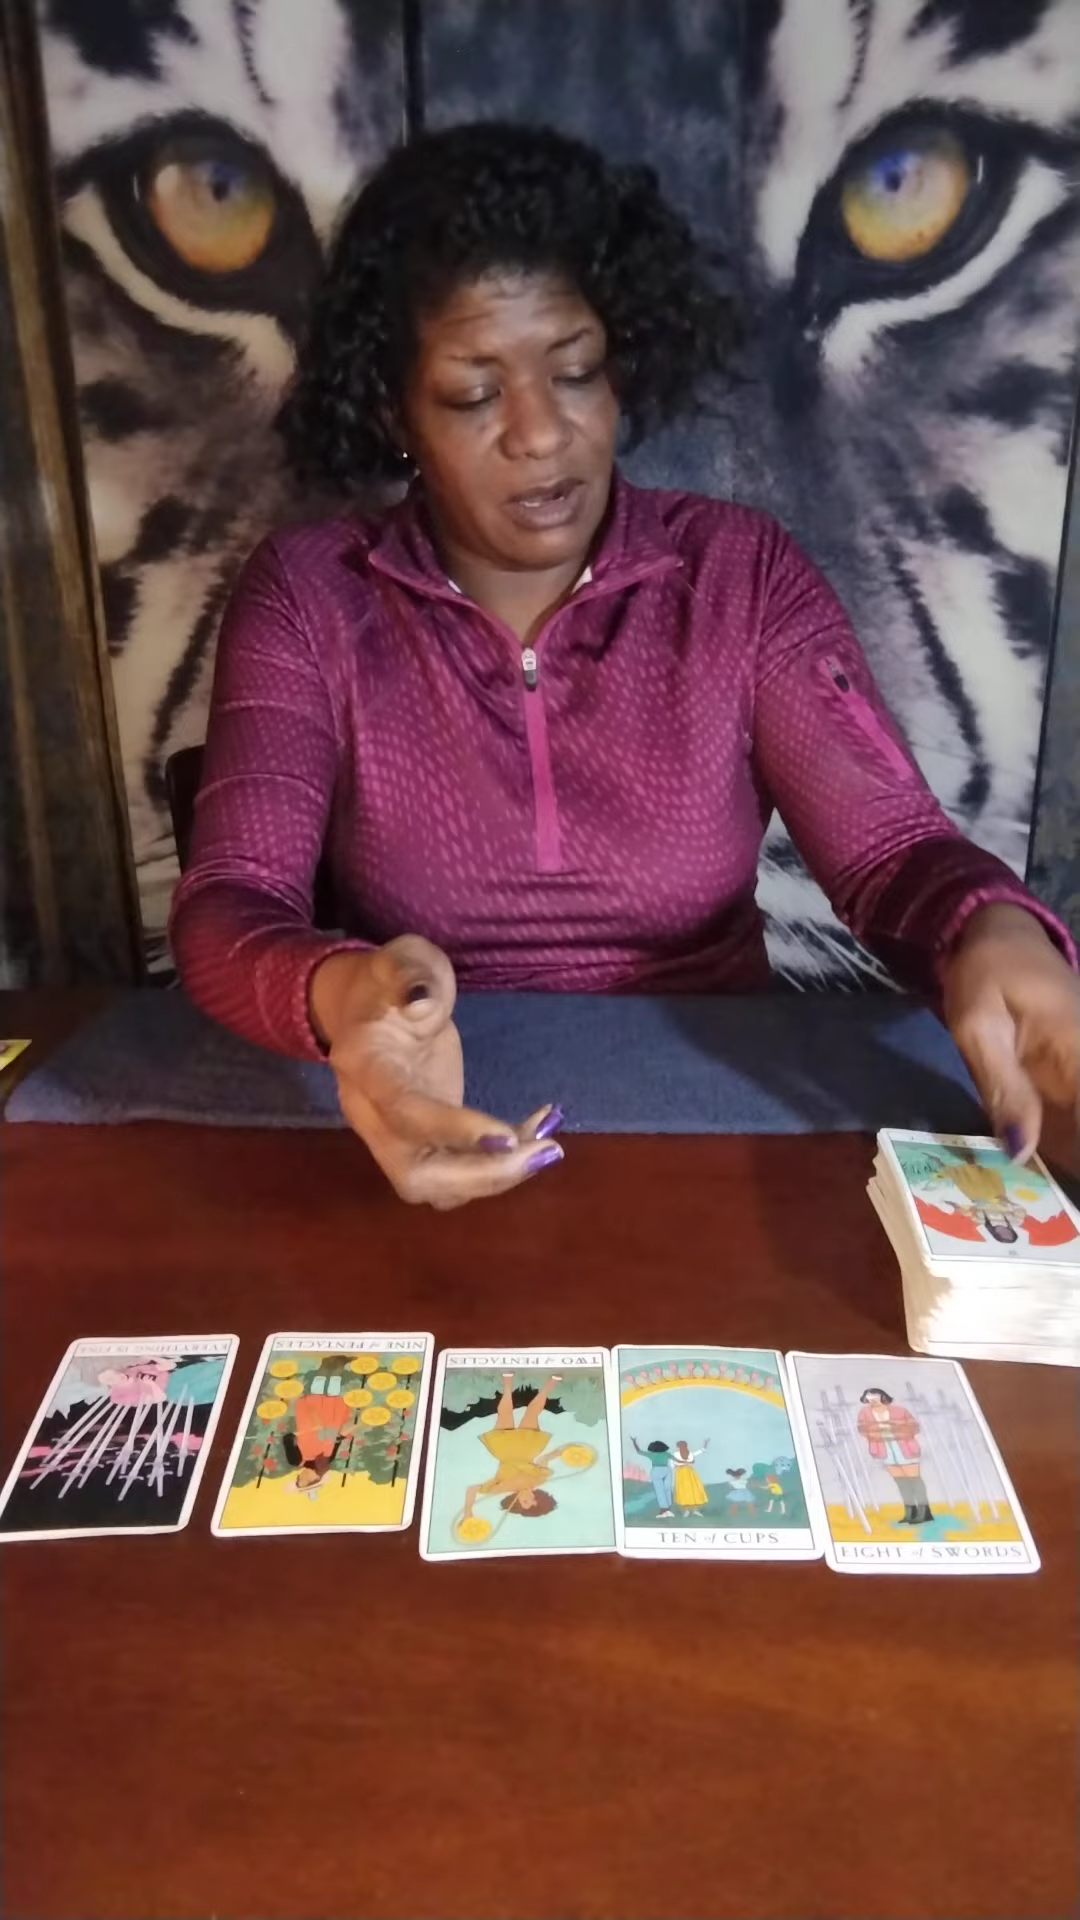 EVERYTHING IS FINE
NINE of PENTACLES
TWO of PENTACLES
TEN of CUPS
EIGHT of SWORDS